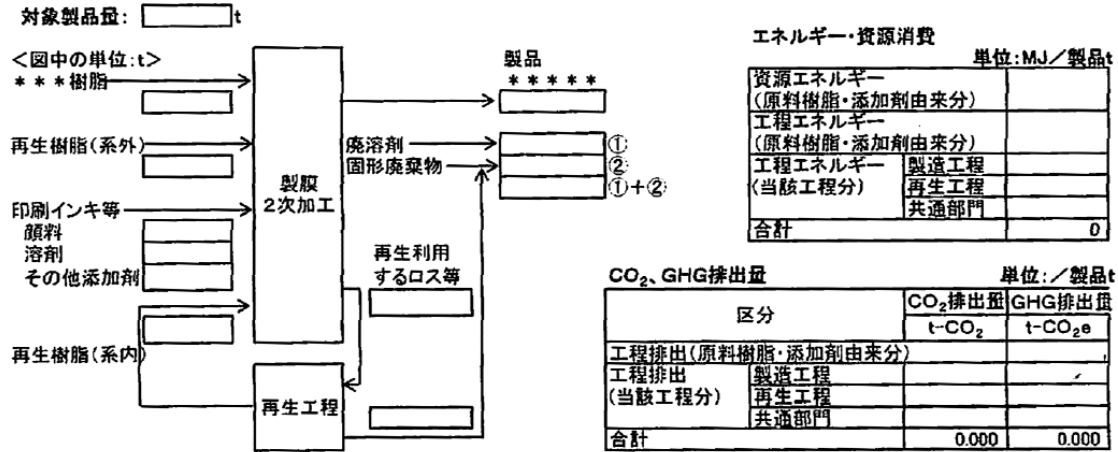 対象製品量: t
<図中の単位:t>
***樹脂
再生樹脂(系外)
印刷インキ等
顔料
溶剤
その他添加剤
再生樹脂(系内)
製膜
2次加工
再生工程
再生利用
するロス等
製品
*****
廃溶剤 ①
固形廃棄物 ②
①+②
エネルギー・資源消費
単位:MJ/製品t
資源エネルギー
(原料樹脂・添加剤由来分)
工程エネルギー
(原料樹脂・添加剤由来分)
工程エネルギー 製造工程
(当該工程分) 再生工程
共通部門
合計 0
CO₂、GHG排出量 単位:/製品t
区分 CO₂排出量 GHG排出量
t-CO₂ t-CO₂e
工程排出(原料樹脂・添加剤由来分)
工程排出 製造工程
(当該工程分) 再生工程
共通部門
合計 0.000 0.000